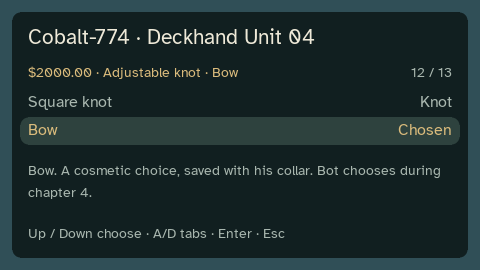 Cobalt-774 · Deckhand Unit 04
$2000.00 · Adjustable knot · Bow 12 / 13
Square knot Knot
Bow Chosen
Bow. A cosmetic choice, saved with his collar. Bot chooses during
chapter 4.
Up / Down choose · A/D tabs · Enter · Esc